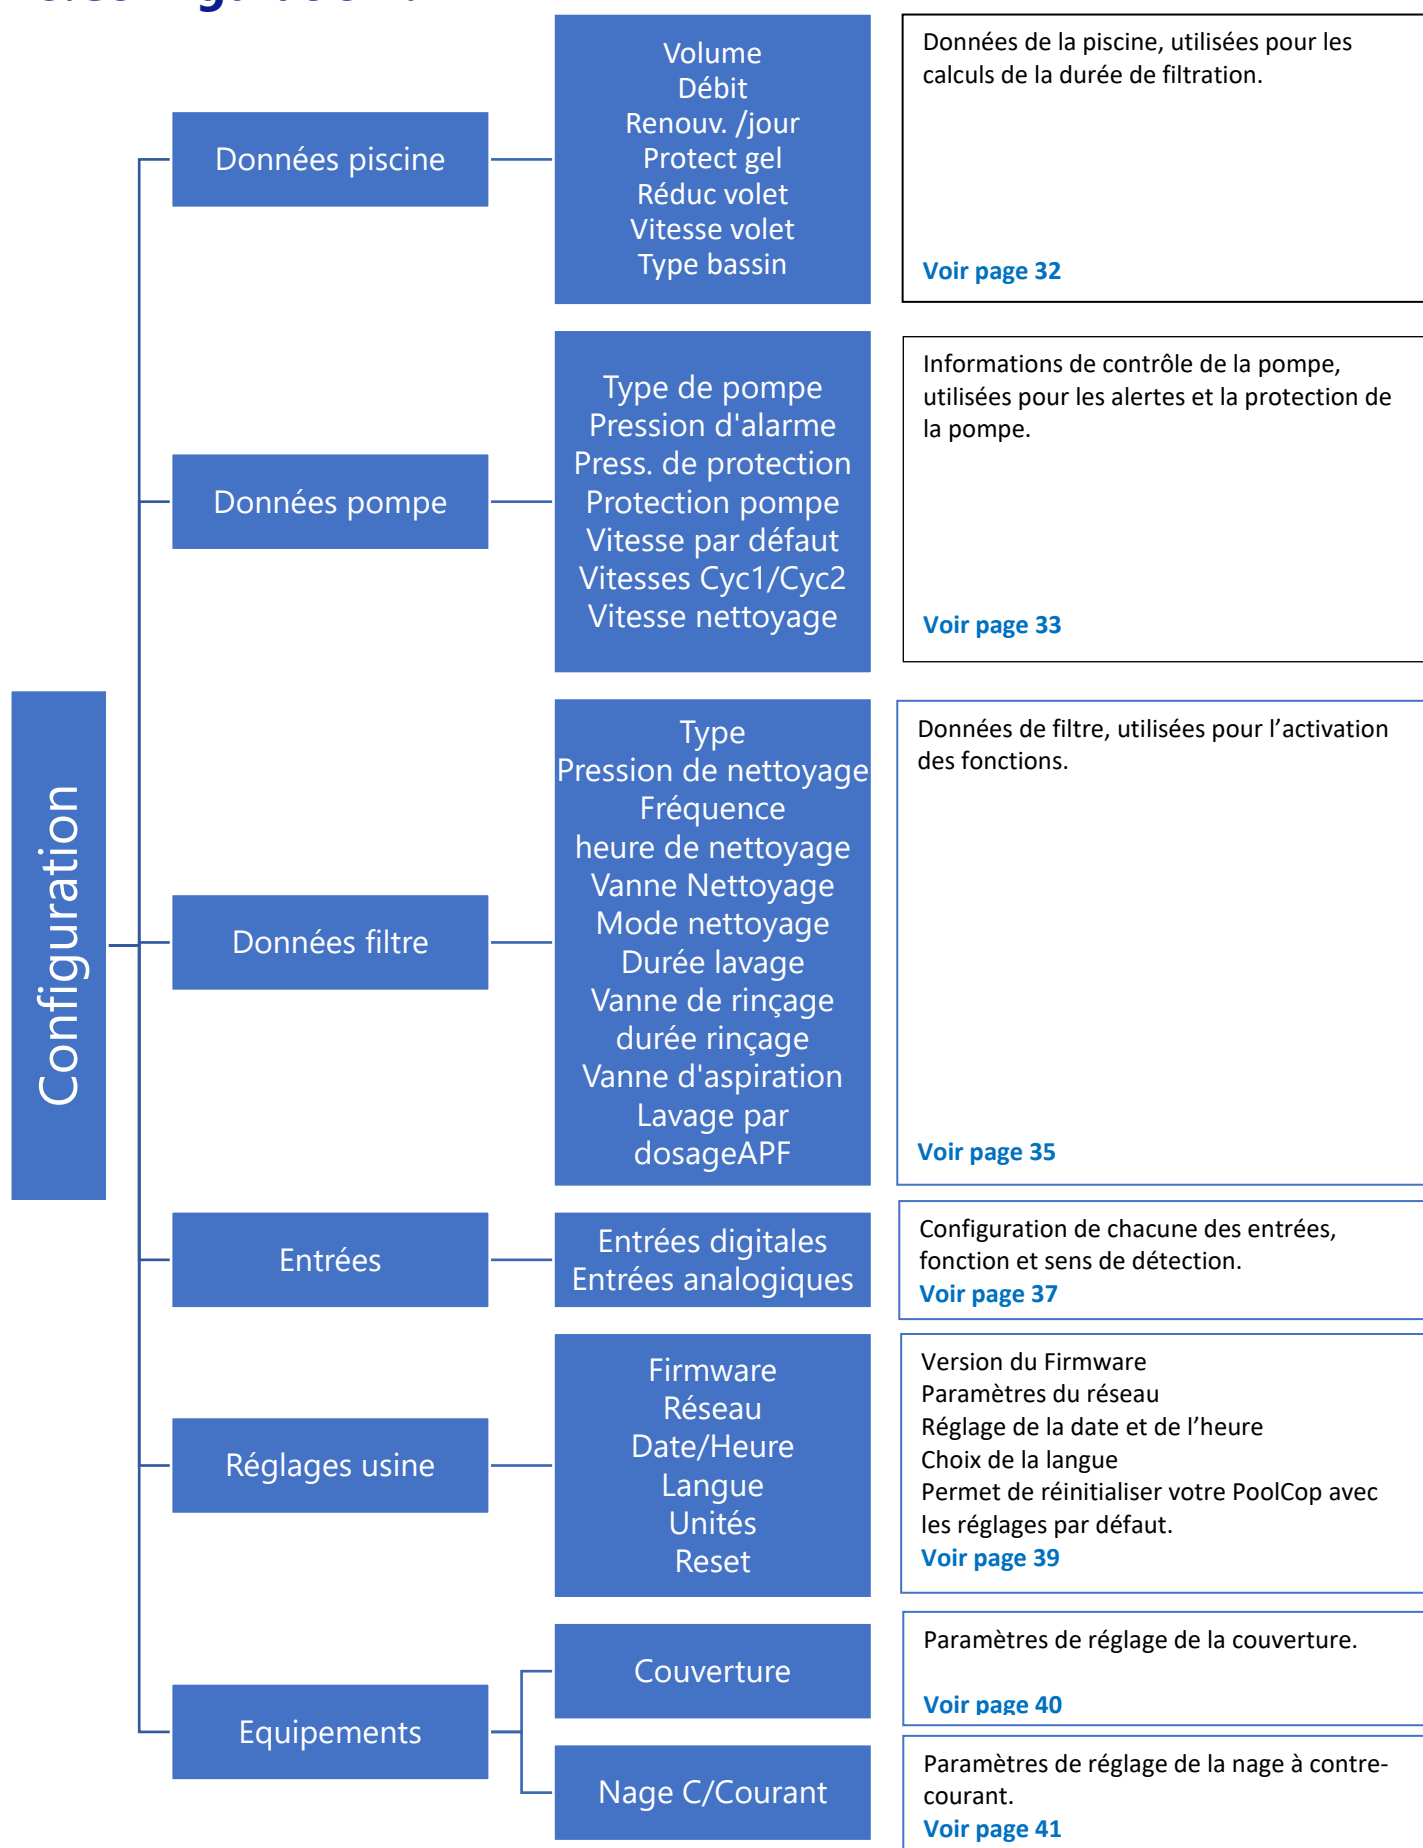 Configuration
Données piscine
Volume
Débit
Renouv. /jour
Protect gel
Réduc volet
Vitesse volet
Type bassin
Données de la piscine, utilisées pour les
calculs de la durée de filtration.
Voir page 32
Données pompe
Type de pompe
Pression d'alarme
Press. de protection
Protection pompe
Vitesse par défaut
Vitesses Cyc1/Cyc2
Vitesse nettoyage
Informations de contrôle de la pompe,
utilisées pour les alertes et la protection de
la pompe.
Voir page 33
Données filtre
Type
Pression de nettoyage
Fréquence
heure de nettoyage
Vanne Nettoyage
Mode nettoyage
Durée lavage
Vanne de rinçage
durée rinçage
Vanne d'aspiration
Lavage par
dosageAPF
Données de filtre, utilisées pour l’activation
des fonctions.
Voir page 35
Entrées
Entrées digitales
Entrées analogiques
Configuration de chacune des entrées,
fonction et sens de détection.
Voir page 37
Réglages usine
Firmware
Réseau
Date/Heure
Langue
Unités
Reset
Version du Firmware
Paramètres du réseau
Réglage de la date et de l’heure
Choix de la langue
Permet de réinitialiser votre PoolCop avec
les réglages par défaut.
Voir page 39
Equipements
Couverture
Paramètres de réglage de la couverture.
Voir page 40
Nage C/Courant
Paramètres de réglage de la nage à contre-
courant.
Voir page 41